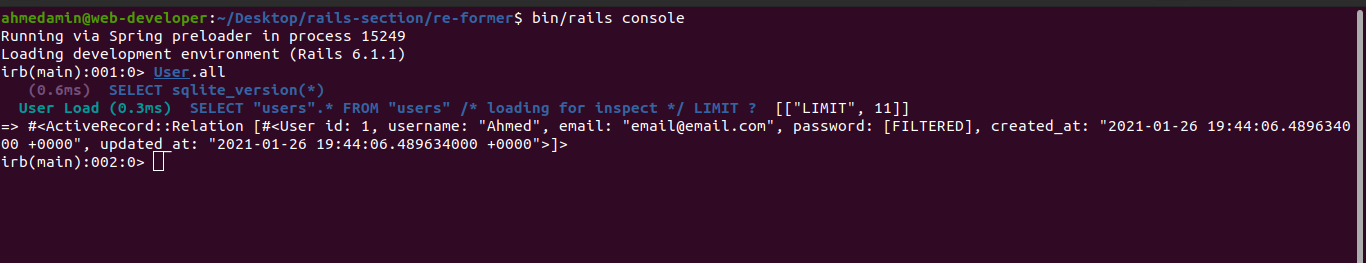 ahmedamin@web-developer:~/Desktop/rails-section/re-former$ bin/rails console
Running via Spring preloader in process 15249
Loading development environment (Rails 6.1.1)
irb(main):001:0> User.all
   (0.6ms)  SELECT sqlite_version(*)
  User Load (0.3ms)  SELECT "users".* FROM "users" /* loading for inspect */ LIMIT ?  [["LIMIT", 11]]
=> #<ActiveRecord::Relation [#<User id: 1, username: "Ahmed", email: "email@email.com", password: [FILTERED], created_at: "2021-01-26 19:44:06.4896340
00 +0000", updated_at: "2021-01-26 19:44:06.489634000 +0000">]>
irb(main):002:0>